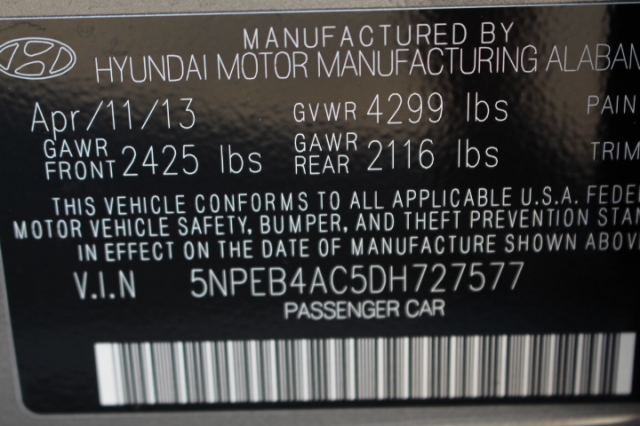 MANUFACTURED BY
HYUNDAI MOTOR MANUFACTURING ALABAM
Apr/11/13 GVWR 4299 lbs PAIN
GAWR FRONT 2425 lbs GAWR REAR 2116 lbs TRIM
THIS VEHICLE CONFORMS TO ALL APPLICABLE U.S.A. FEDE
MOTOR VEHICLE SAFETY, BUMPER, AND THEFT PREVENTION STA
IN EFFECT ON THE DATE OF MANUFACTURE SHOWN ABOV
V.I.N 5NPEB4AC5DH727577
PASSENGER CAR